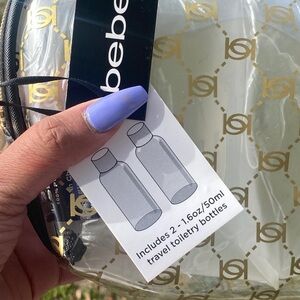 bebe
Includes 2 - 1.6oz/50ml
travel toiletry bottles